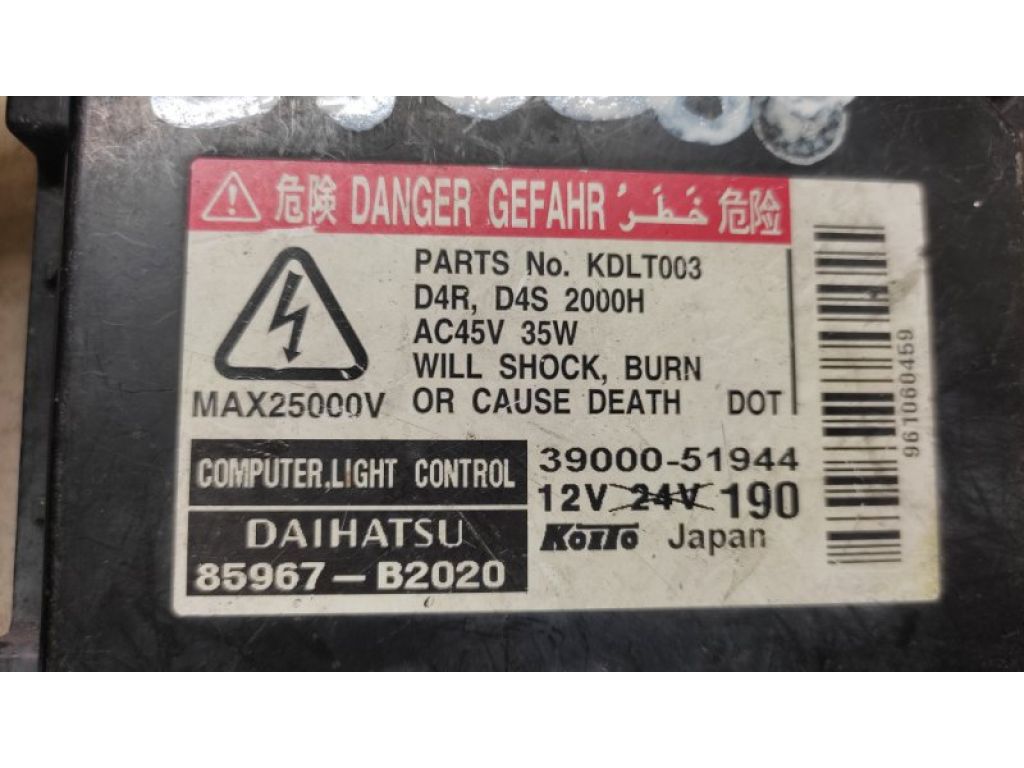 危険 DANGER GEFAHR خَطَرْ 危险
PARTS No. KDLT003
D4R, D4S 2000H
AC45V 35W
WILL SHOCK, BURN
OR CAUSE DEATH DOT
MAX25000V
COMPUTER,LIGHT CONTROL
DAIHATSU
85967-B2020
39000-51944
12V 24V 190
KOITO Japan
961060459